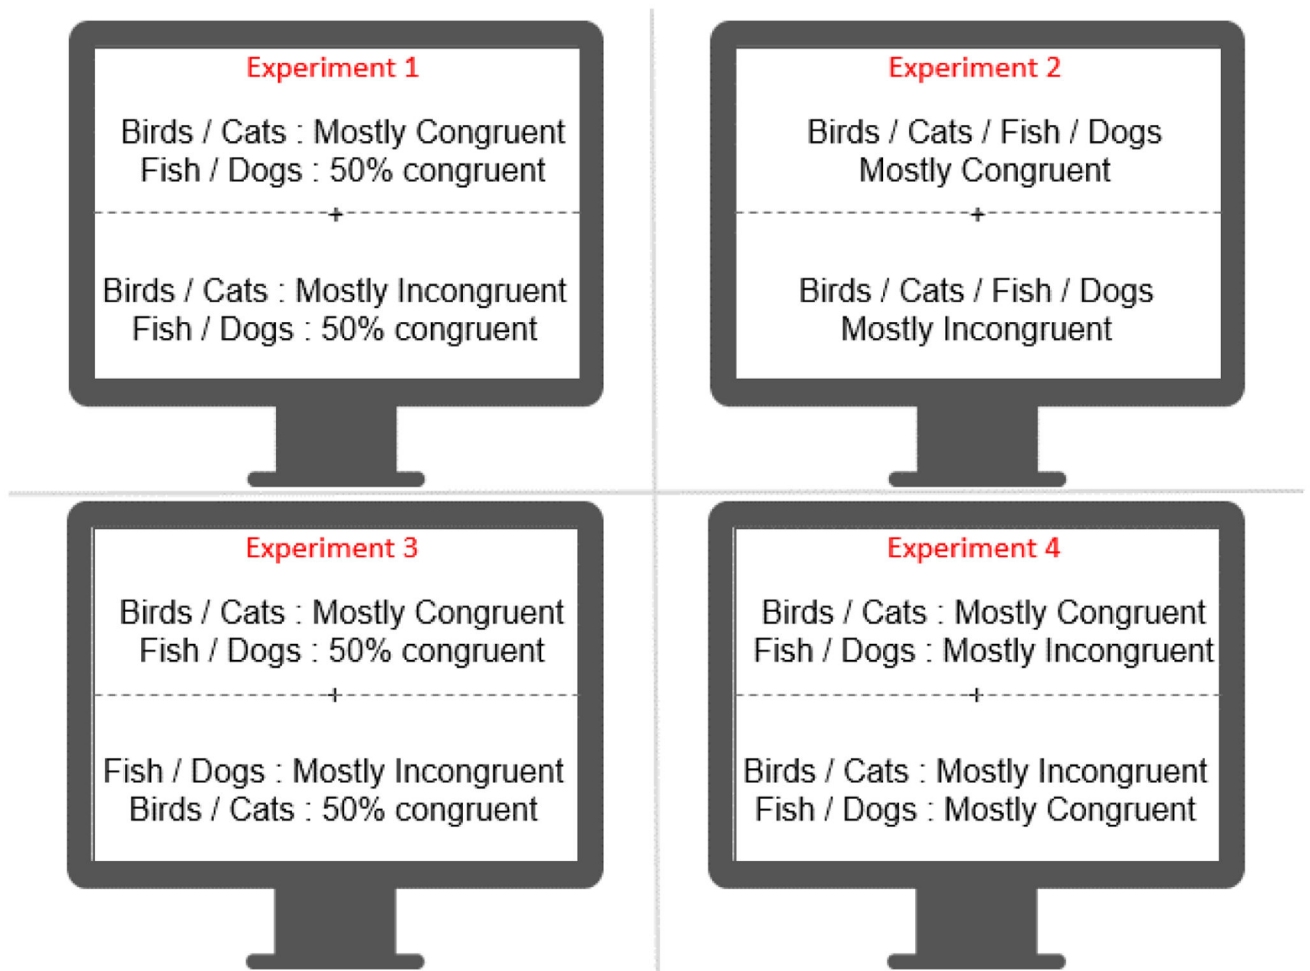 Experiment 1
Birds / Cats : Mostly Congruent
Fish / Dogs : 50% congruent
+
Birds / Cats : Mostly Incongruent
Fish / Dogs : 50% congruent
Experiment 2
Birds / Cats / Fish / Dogs
Mostly Congruent
+
Birds / Cats / Fish / Dogs
Mostly Incongruent
Experiment 3
Birds / Cats : Mostly Congruent
Fish / Dogs : 50% congruent
+
Fish / Dogs : Mostly Incongruent
Birds / Cats : 50% congruent
Experiment 4
Birds / Cats : Mostly Congruent
Fish / Dogs : Mostly Incongruent
+
Birds / Cats : Mostly Incongruent
Fish / Dogs : Mostly Congruent